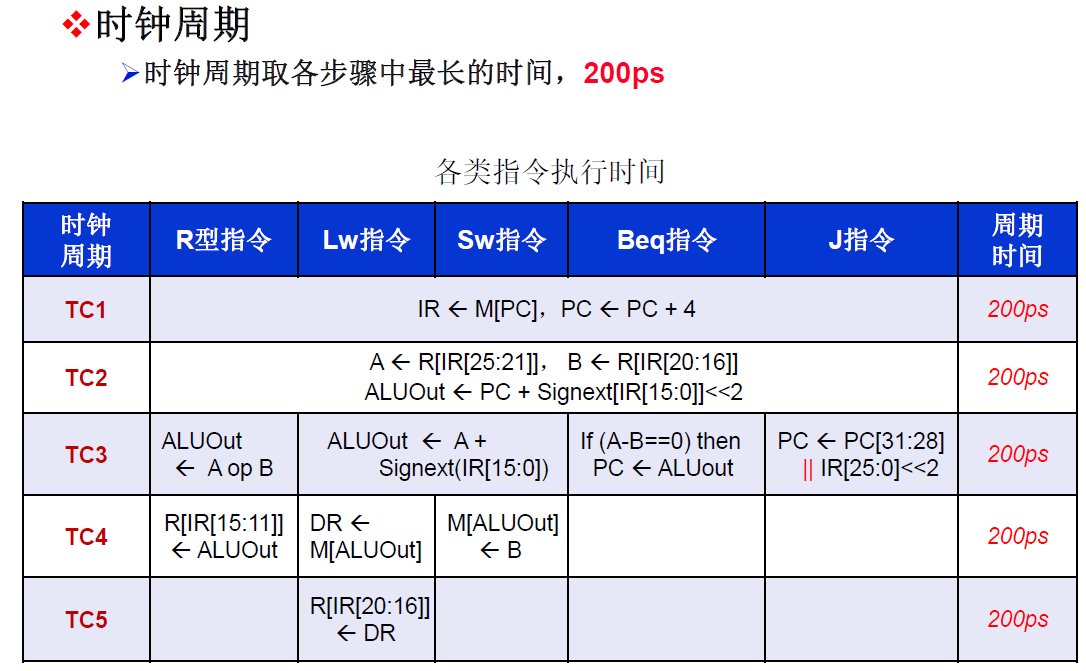 ❖时钟周期
➢时钟周期取各步骤中最长的时间，200ps
各类指令执行时间
时钟周期 R型指令 Lw指令 Sw指令 Beq指令 J指令 周期时间
TC1 IR ← M[PC]，PC ← PC + 4 200ps
TC2 A ← R[IR[25:21]]， B ← R[IR[20:16]]
ALUOut ← PC + Signext[IR[15:0]]<<2 200ps
TC3 ALUOut ← A op B ALUOut ← A + Signext(IR[15:0]) If (A-B==0) then PC ← ALUout PC ← PC[31:28] || IR[25:0]<<2 200ps
TC4 R[IR[15:11]] ← ALUOut DR ← M[ALUOut] M[ALUOut] ← B 200ps
TC5 R[IR[20:16]] ← DR 200ps